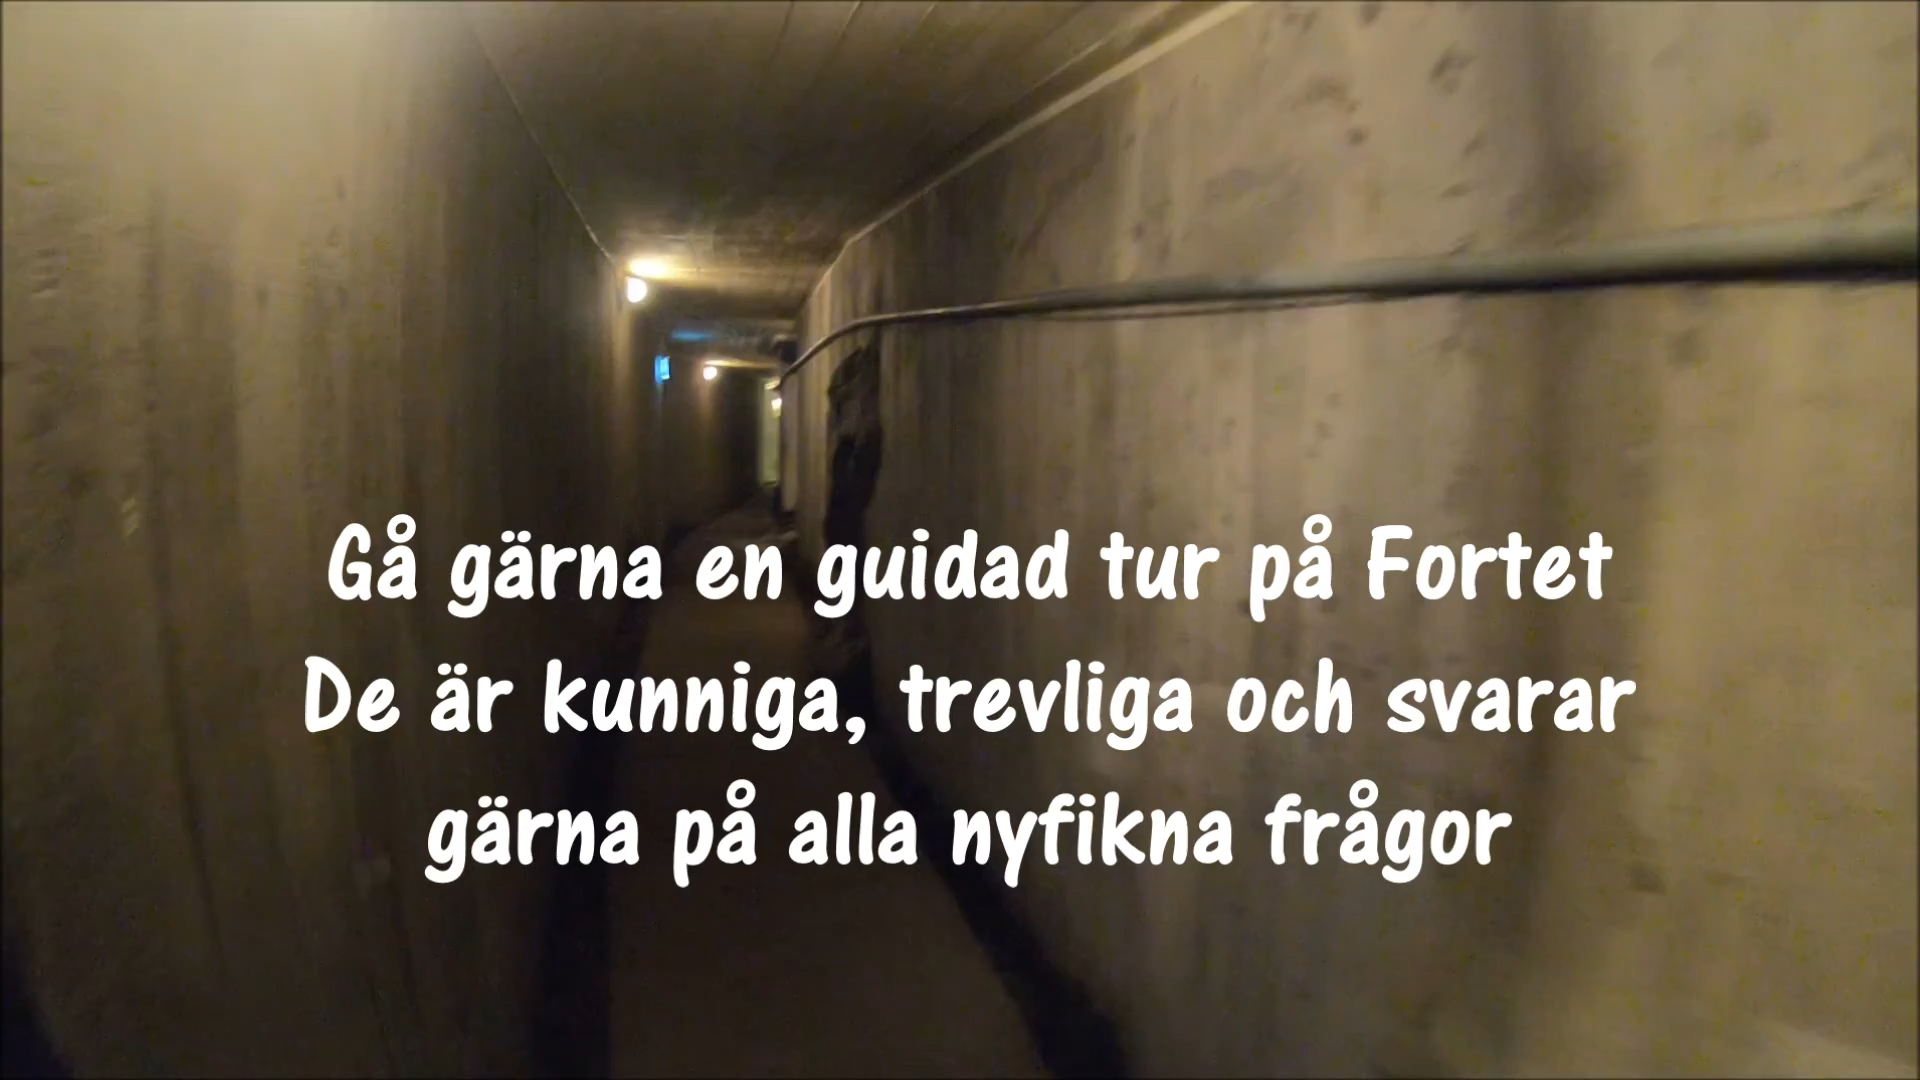 Gå gärna en guidad tur på Fortet
De är kunniga, trevliga och svarar
gärna på alla nyfikna frågor